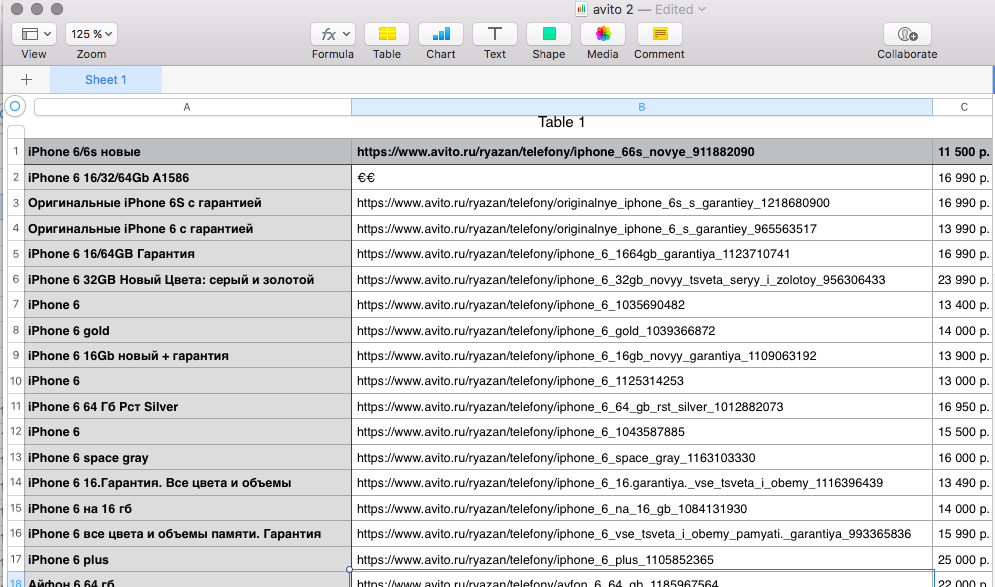 avito 2 — Edited
125 %
View Zoom Formula Table Chart Text Shape Media Comment Collaborate
Sheet 1
A B C
Table 1
1 iPhone 6/6s новые https://www.avito.ru/ryazan/telefony/iphone_66s_novye_911882090 11 500 р.
2 iPhone 6 16/32/64Gb A1586 €€ 16 990 р.
3 Оригинальные iPhone 6S с гарантией https://www.avito.ru/ryazan/telefony/originalnye_iphone_6s_s_garantiey_1218680900 16 990 р.
4 Оригинальные iPhone 6 с гарантией https://www.avito.ru/ryazan/telefony/originalnye_iphone_6_s_garantiey_965563517 13 990 р.
5 iPhone 6 16/64GB Гарантия https://www.avito.ru/ryazan/telefony/iphone_6_1664gb_garantiya_1123710741 16 990 р.
6 iPhone 6 32GB Новый Цвета: серый и золотой https://www.avito.ru/ryazan/telefony/iphone_6_32gb_novyy_tsveta_seryy_i_zolotoy_956306433 23 990 р.
7 iPhone 6 https://www.avito.ru/ryazan/telefony/iphone_6_1035690482 13 400 р.
8 iPhone 6 gold https://www.avito.ru/ryazan/telefony/iphone_6_gold_1039366872 14 000 р.
9 iPhone 6 16Gb новый + гарантия https://www.avito.ru/ryazan/telefony/iphone_6_16gb_novyy_garantiya_1109063192 13 900 р.
10 iPhone 6 https://www.avito.ru/ryazan/telefony/iphone_6_1125314253 13 000 р.
11 iPhone 6 64 Гб Рст Silver https://www.avito.ru/ryazan/telefony/iphone_6_64_gb_rst_silver_1012882073 16 950 р.
12 iPhone 6 https://www.avito.ru/ryazan/telefony/iphone_6_1043587885 15 500 р.
13 iPhone 6 space gray https://www.avito.ru/ryazan/telefony/iphone_6_space_gray_1163103330 16 000 р.
14 iPhone 6 16.Гарантия. Все цвета и объемы https://www.avito.ru/ryazan/telefony/iphone_6_16.garantiya._vse_tsveta_i_obemy_1116396439 13 490 р.
15 iPhone 6 на 16 гб https://www.avito.ru/ryazan/telefony/iphone_6_na_16_gb_1084131930 14 000 р.
16 iPhone 6 все цвета и объемы памяти. Гарантия https://www.avito.ru/ryazan/telefony/iphone_6_vse_tsveta_i_obemy_pamyati._garantiya_993365836 15 990 р.
17 iPhone 6 plus https://www.avito.ru/ryazan/telefony/iphone_6_plus_1105852365 25 000 р.
18 Айфон 6 64 гб https://www.avito.ru/ryazan/telefony/ayfon_6_64_gb_1185967564 22 000 р.